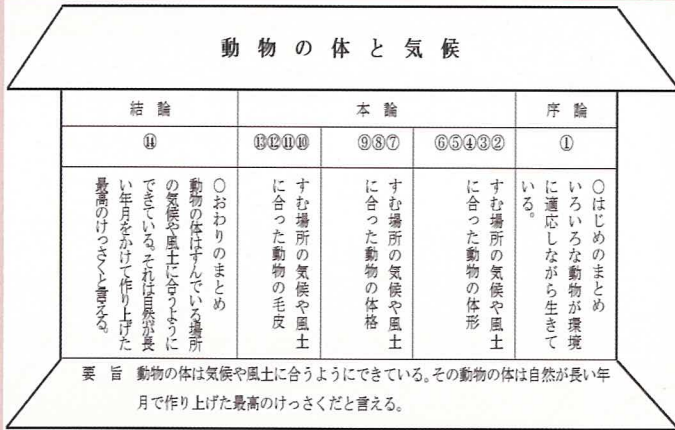 動物の体と気候
序論
①
○はじめのまとめ
いろいろな動物が環境
に適応しながら生きて
いる。
本論
②③④⑤⑥
すむ場所の気候や風土
に合った動物の体形
⑦⑧⑨
すむ場所の気候や風土
に合った動物の体格
⑩⑪⑫⑬
すむ場所の気候や風土
に合った動物の毛皮
結論
⑭
○おわりのまとめ
動物の体はすんでいる場所
の気候や風土に合うように
できている。それは自然が長
い年月をかけて作り上げた
最高のけっさくと言える。
要旨 動物の体は気候や風土に合うようにできている。その動物の体は自然が長い年
月で作り上げた最高のけっさくだと言える。